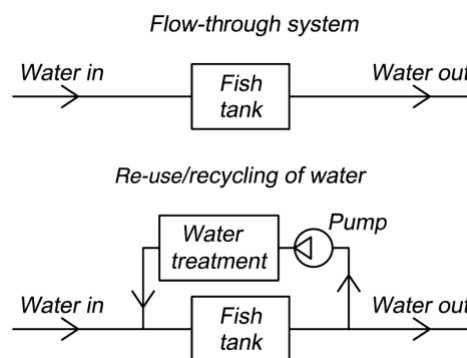 Flow-through system
Water in
Fish
tank
Water out
Re-use/recycling of water
Water
treatment
Pump
Water in
Fish
tank
Water out